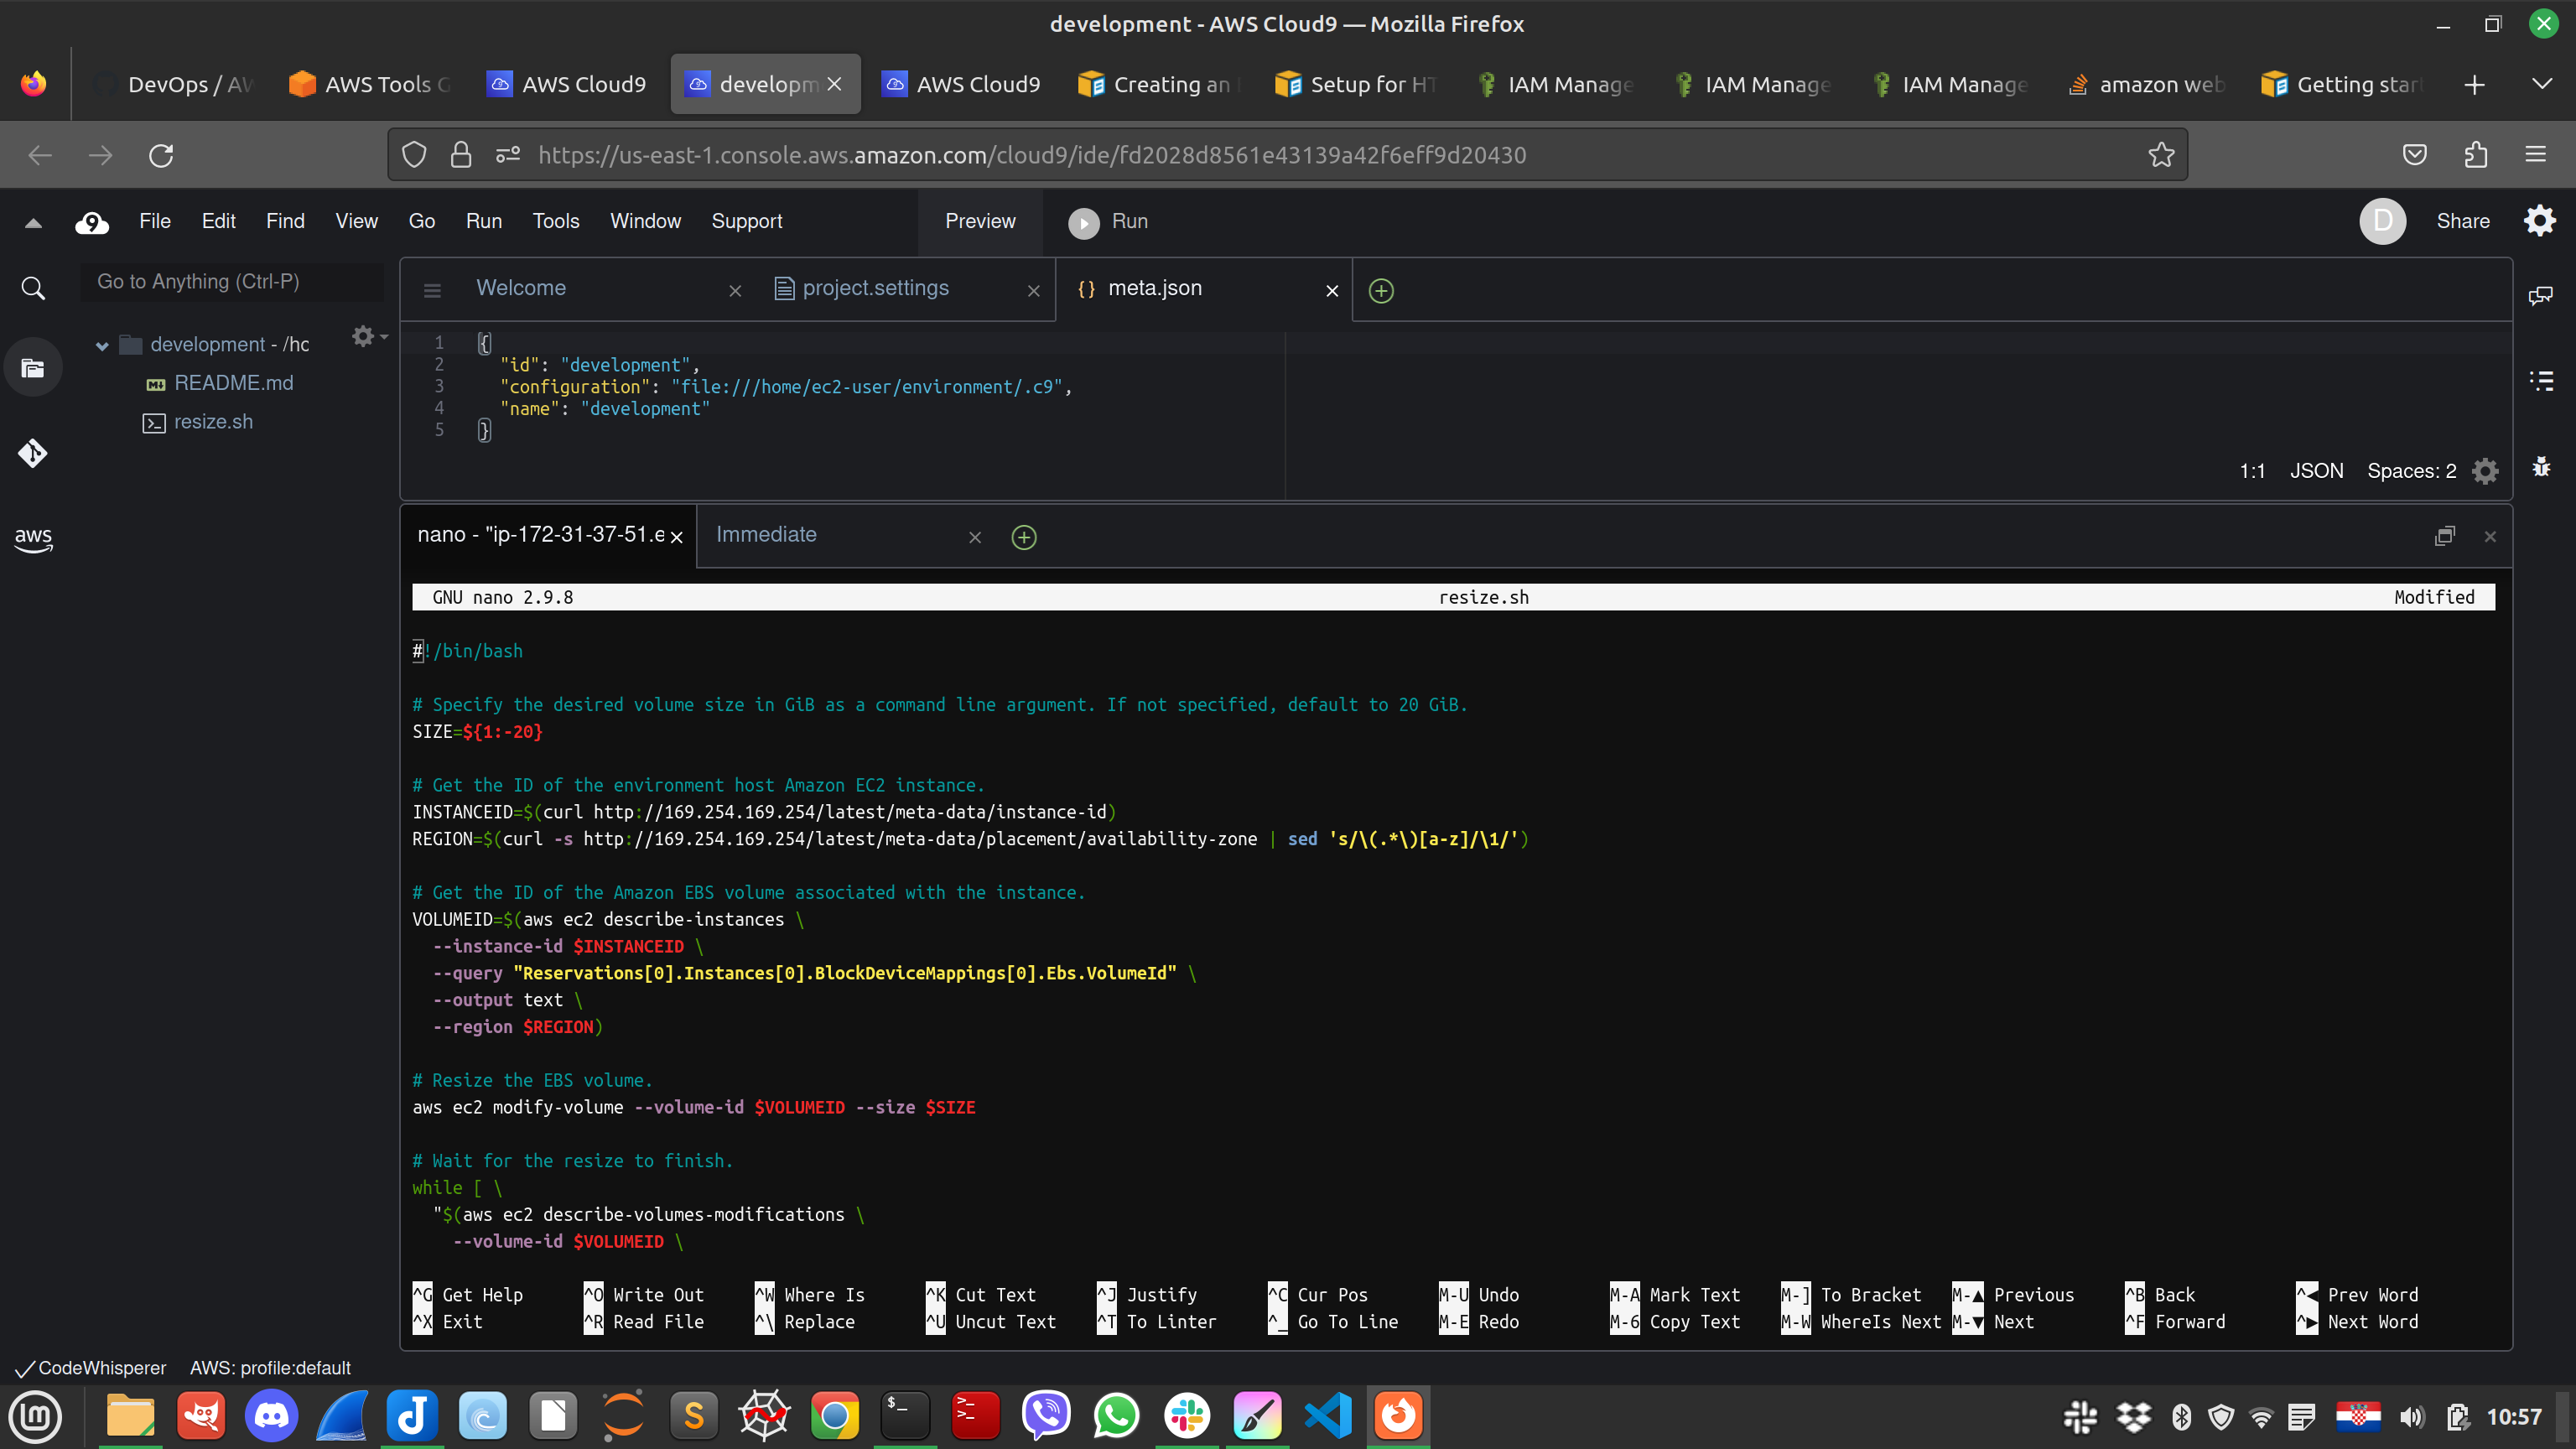 development - AWS Cloud9 — Mozilla Firefox
DevOps / AW
AWS Tools G
AWS Cloud9
developm
AWS Cloud9
Creating an
Setup for HT
IAM Manage
IAM Manage
IAM Manage
amazon web
Getting start
https://us-east-1.console.aws.amazon.com/cloud9/ide/fd2028d8561e43139a42f6eff9d20430
9 File Edit Find View Go Run Tools Window Support Preview Run D Share
Go to Anything (Ctrl-P)
Welcome project.settings {} meta.json
development - /hc
README.md
resize.sh
aws
1 {
2 "id": "development",
3 "configuration": "file:///home/ec2-user/environment/.c9",
4 "name": "development"
5 }
1:1 JSON Spaces: 2
nano - "ip-172-31-37-51.e Immediate
GNU nano 2.9.8 resize.sh Modified
#!/bin/bash
# Specify the desired volume size in GiB as a command line argument. If not specified, default to 20 GiB.
SIZE=${1:-20}
# Get the ID of the environment host Amazon EC2 instance.
INSTANCEID=$(curl http://169.254.169.254/latest/meta-data/instance-id)
REGION=$(curl -s http://169.254.169.254/latest/meta-data/placement/availability-zone | sed 's/\(.*\)[a-z]/\1/')
# Get the ID of the Amazon EBS volume associated with the instance.
VOLUMEID=$(aws ec2 describe-instances \
--instance-id $INSTANCEID \
--query "Reservations[0].Instances[0].BlockDeviceMappings[0].Ebs.VolumeId" \
--output text \
--region $REGION)
# Resize the EBS volume.
aws ec2 modify-volume --volume-id $VOLUMEID --size $SIZE
# Wait for the resize to finish.
while [ \
"$(aws ec2 describe-volumes-modifications \
--volume-id $VOLUMEID \
^G Get Help ^O Write Out ^W Where Is ^K Cut Text ^J Justify ^C Cur Pos M-U Undo M-A Mark Text M-] To Bracket M-▲ Previous ^B Back ^◀ Prev Word
^X Exit ^R Read File ^\ Replace ^U Uncut Text ^T To Linter ^_ Go To Line M-E Redo M-6 Copy Text M-W WhereIs Next M-▼ Next ^F Forward ^▶ Next Word
CodeWhisperer AWS: profile:default
10:57